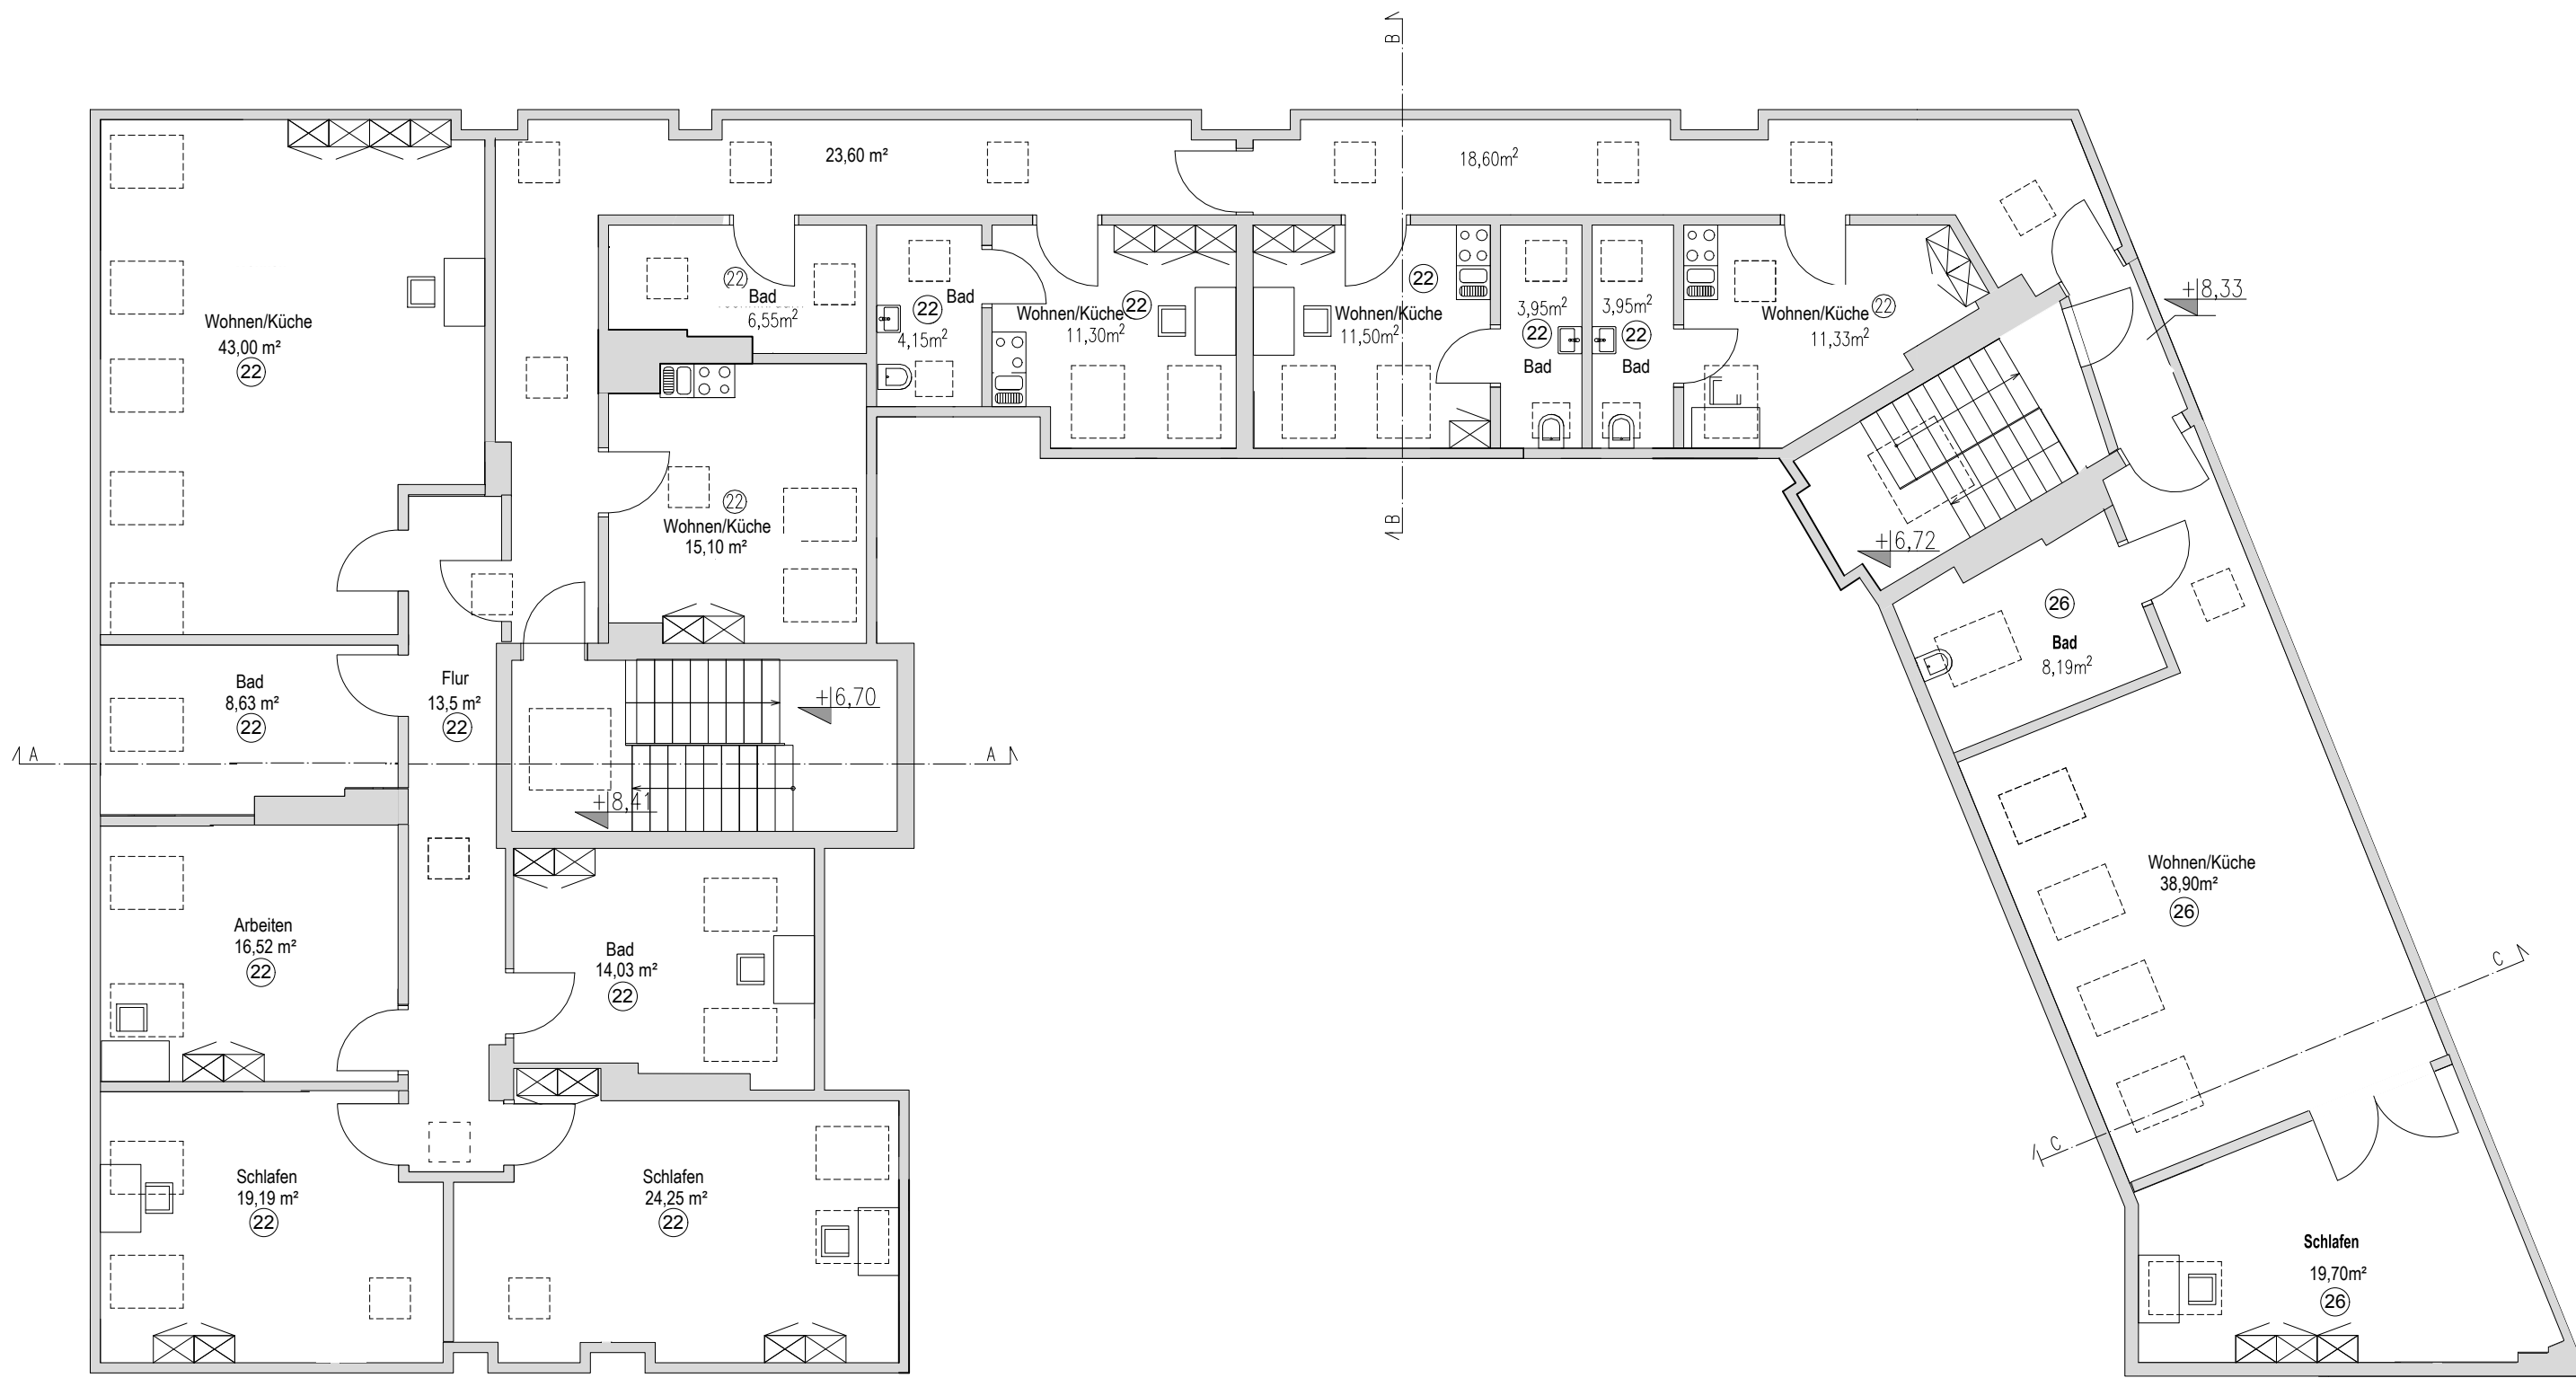 B
23,60 m²
18,60m²
22
Bad
6,55m²
22
Bad
4,15m²
Wohnen/Küche
22
11,30m²
22
Wohnen/Küche
11,50m²
3,95m²
22
Bad
3,95m²
22
Bad
Wohnen/Küche
22
11,33m²
+8,33
Wohnen/Küche
43,00 m²
22
22
Wohnen/Küche
15,10 m²
B
+6,72
26
Bad
8,19m²
Bad
8,63 m²
22
Flur
13,5 m²
22
+6,70
A
A
+8,41
Wohnen/Küche
38,90m²
26
Arbeiten
16,52 m²
22
Bad
14,03 m²
22
C
C
Schlafen
19,19 m²
22
Schlafen
24,25 m²
22
Schlafen
19,70m²
26